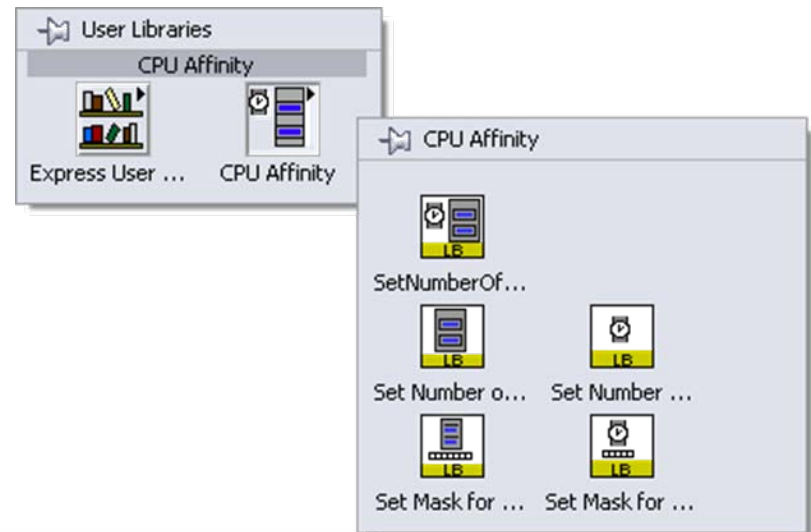 User Libraries
CPU Affinity
Express User ...
CPU Affinity
CPU Affinity
LB
SetNumberOf...
LB
LB
Set Number o...
Set Number ...
LB
LB
Set Mask for ...
Set Mask for ...